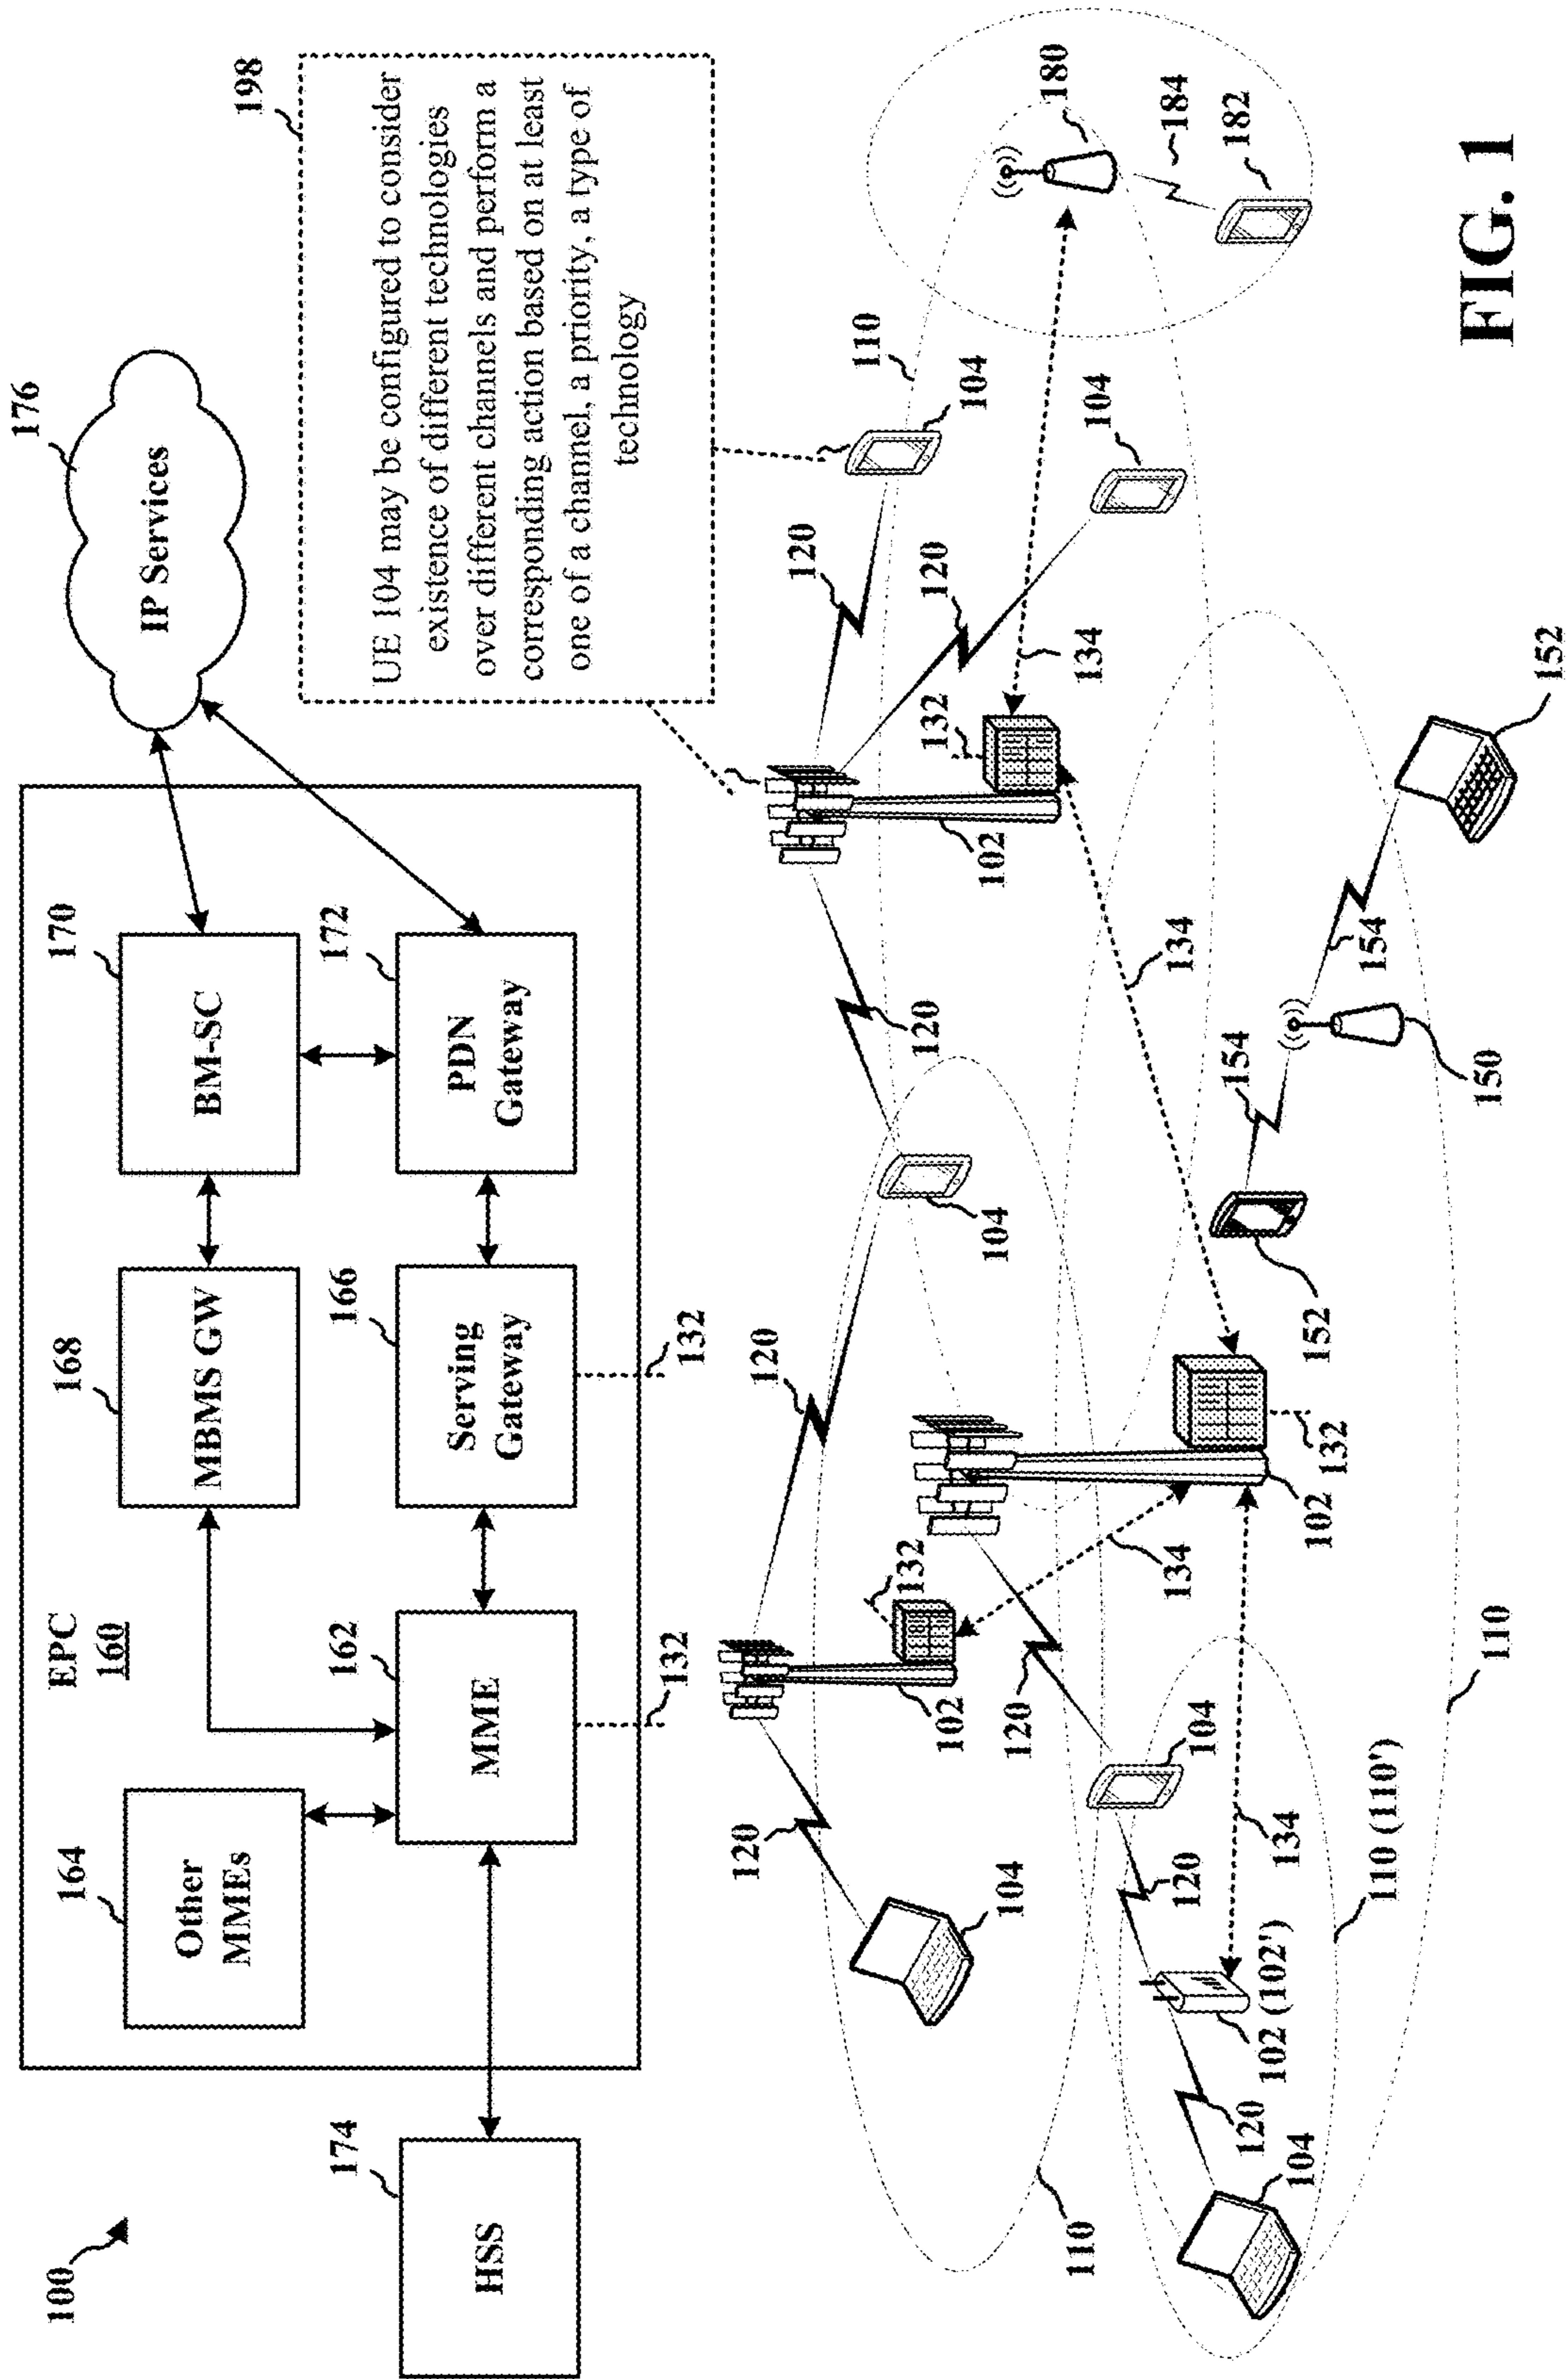 100
EPC
160
164
Other
MMEs
168
MBMS GW
170
BM-SC
176
IP Services
174
HSS
162
MME
166
Serving
Gateway
172
PDN
Gateway
132
132
198
UE 104 may be configured to consider
existence of different technologies
over different channels and perform a
corresponding action based on at least
one of a channel, a priority, a type of
technology
120
120
120
120
120
104
102
132
104
102
132
134
104
110
104
110
120
134
120
102 (102')
120
104
104
134
110 (110')
110
102
132
134
152
154
150
154
152
180
184
182
FIG. 1